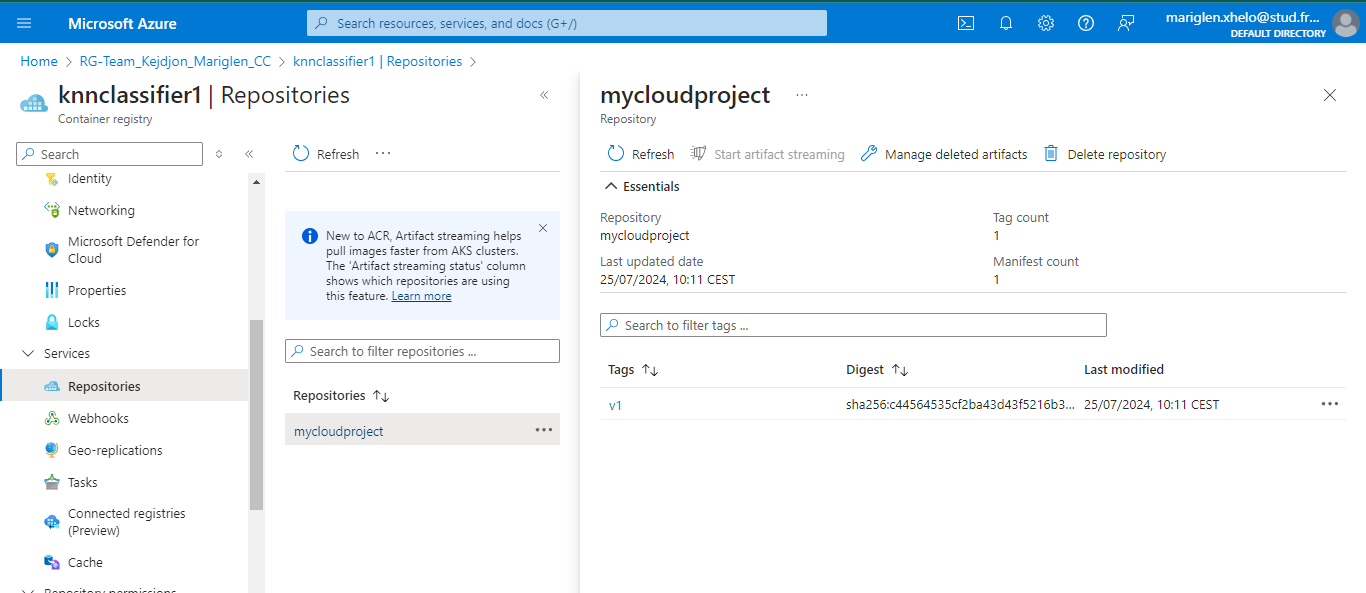 Microsoft Azure
Search resources, services, and docs (G+/)
mariglen.xhelo@stud.fr...
DEFAULT DIRECTORY
Home > RG-Team_Kejdjon_Mariglen_CC > knnclassifier1 | Repositories >
knnclassifier1 | Repositories
Container registry
Search
Identity
Networking
Microsoft Defender for
Cloud
Properties
Locks
Services
Repositories
Webhooks
Geo-replications
Tasks
Connected registries
(Preview)
Cache
Repository permissions
Refresh
New to ACR, Artifact streaming helps
pull images faster from AKS clusters.
The 'Artifact streaming status' column
shows which repositories are using
this feature. Learn more
Search to filter repositories ...
Repositories
mycloudproject
mycloudproject
Repository
Refresh Start artifact streaming Manage deleted artifacts Delete repository
Essentials
Repository
mycloudproject
Last updated date
25/07/2024, 10:11 CEST
Tag count
1
Manifest count
1
Search to filter tags ...
Tags Digest Last modified
v1 sha256:c44564535cf2ba43d43f5216b3... 25/07/2024, 10:11 CEST